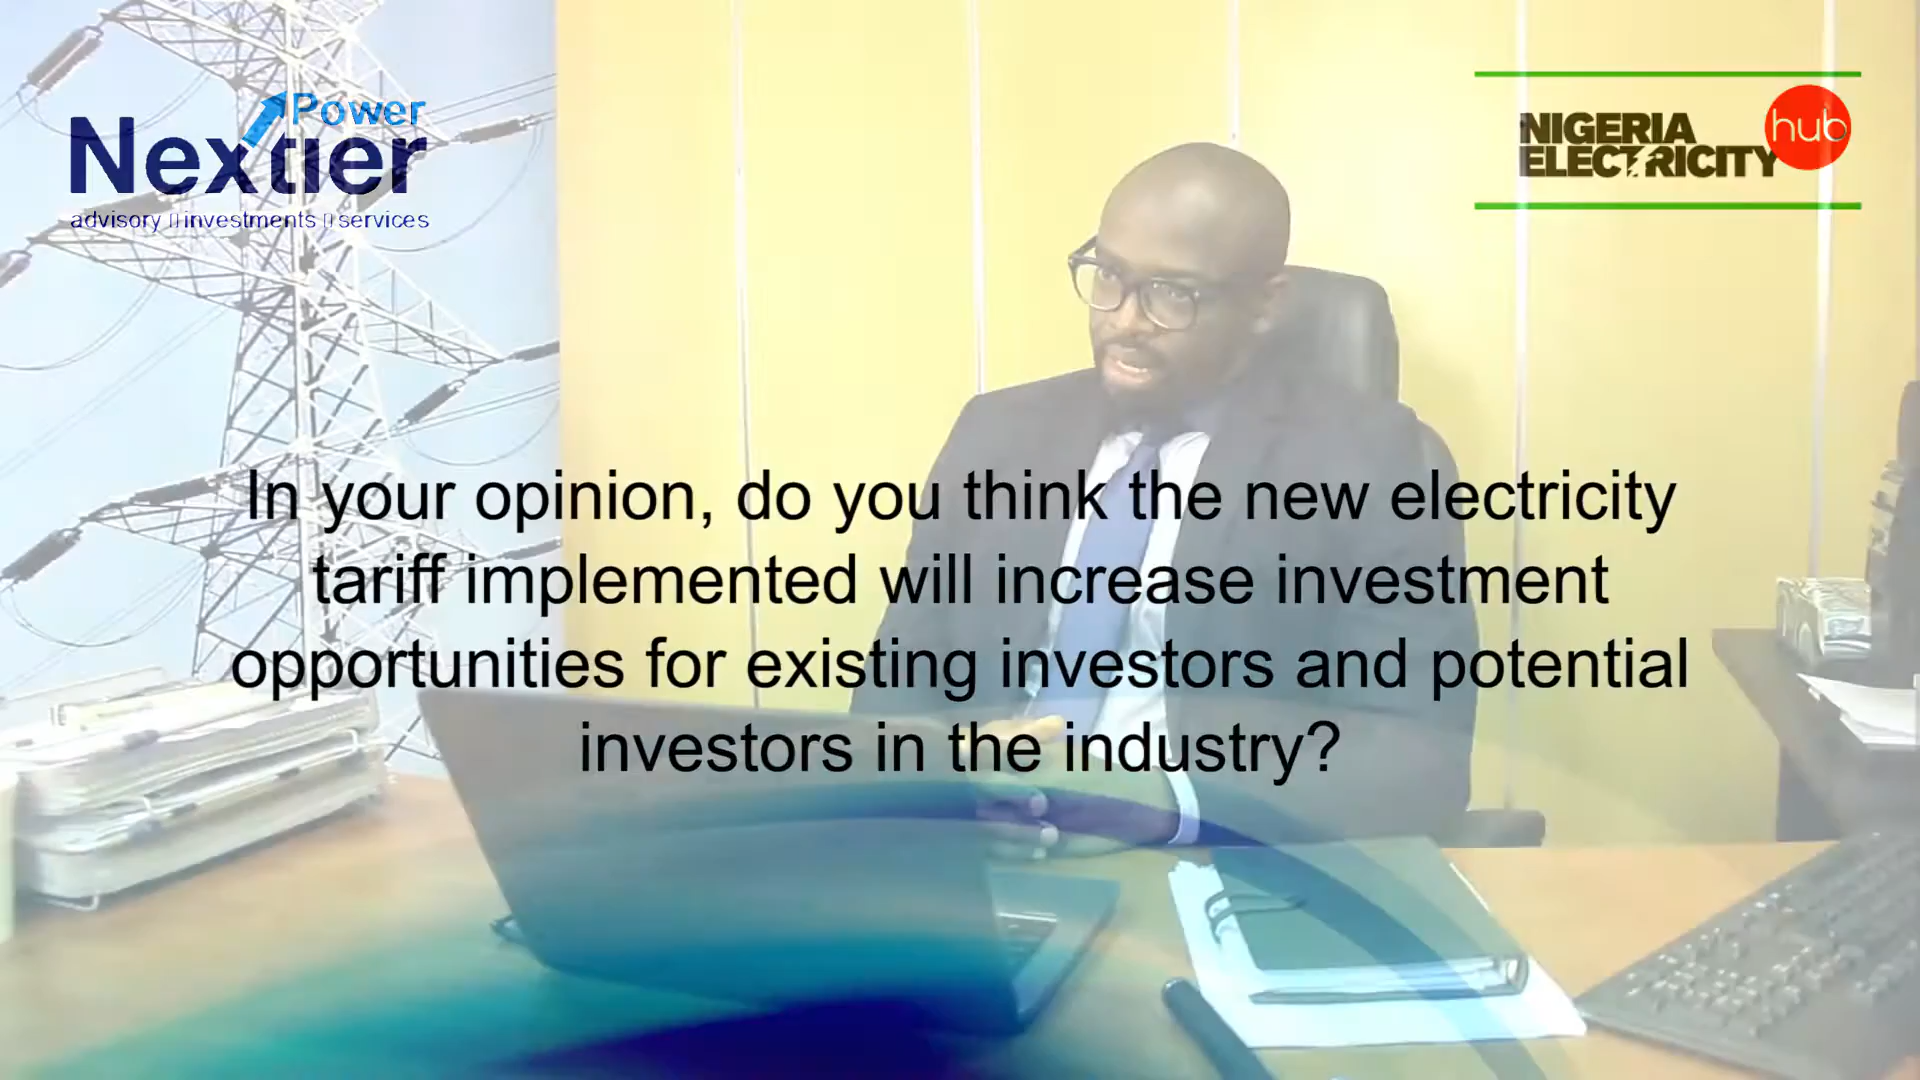 Power
Nextier
advisory investments services
NIGERIA
ELECTRICITY
hub
In your opinion, do you think the new electricity
tariff implemented will increase investment
opportunities for existing investors and potential
investors in the industry?